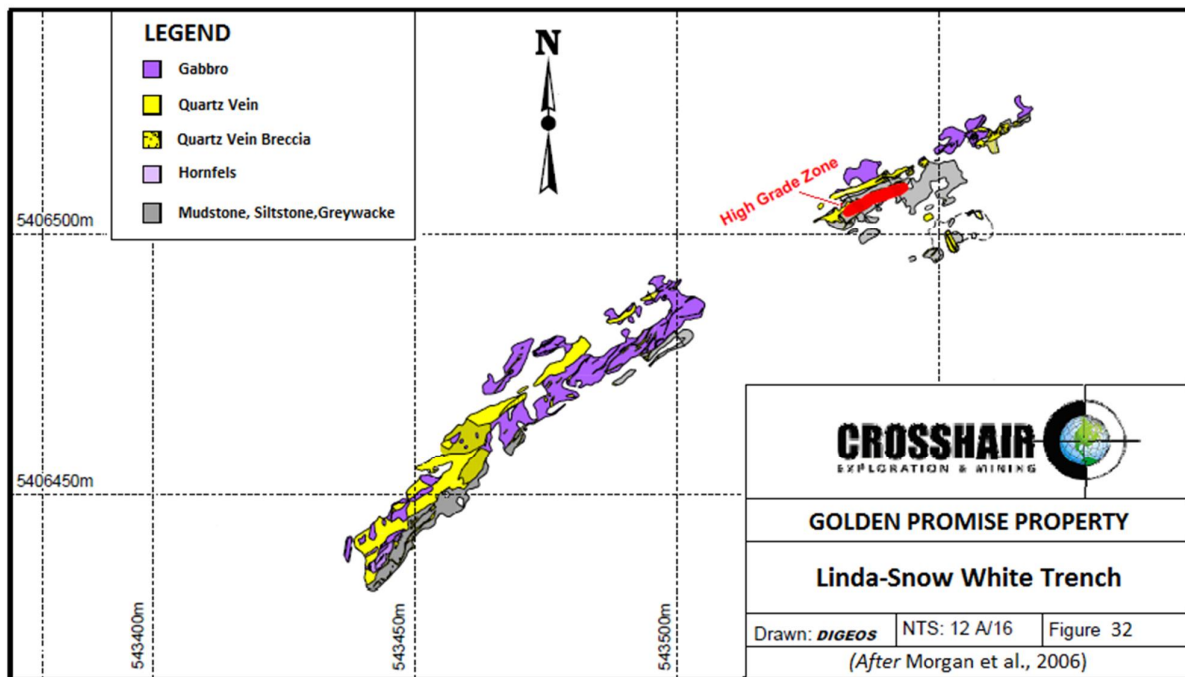 LEGEND
Gabbro
Quartz Vein
Quartz Vein Breccia
Hornfels
Mudstone, Siltstone,Greywacke
N
High Grade Zone
5406500m
5406450m
543400m
543450m
543500m
CROSSHAIR
EXPLORATION & MINING
GOLDEN PROMISE PROPERTY
Linda-Snow White Trench
Drawn: DIGEOS
NTS: 12 A/16
Figure 32
(After Morgan et al., 2006)